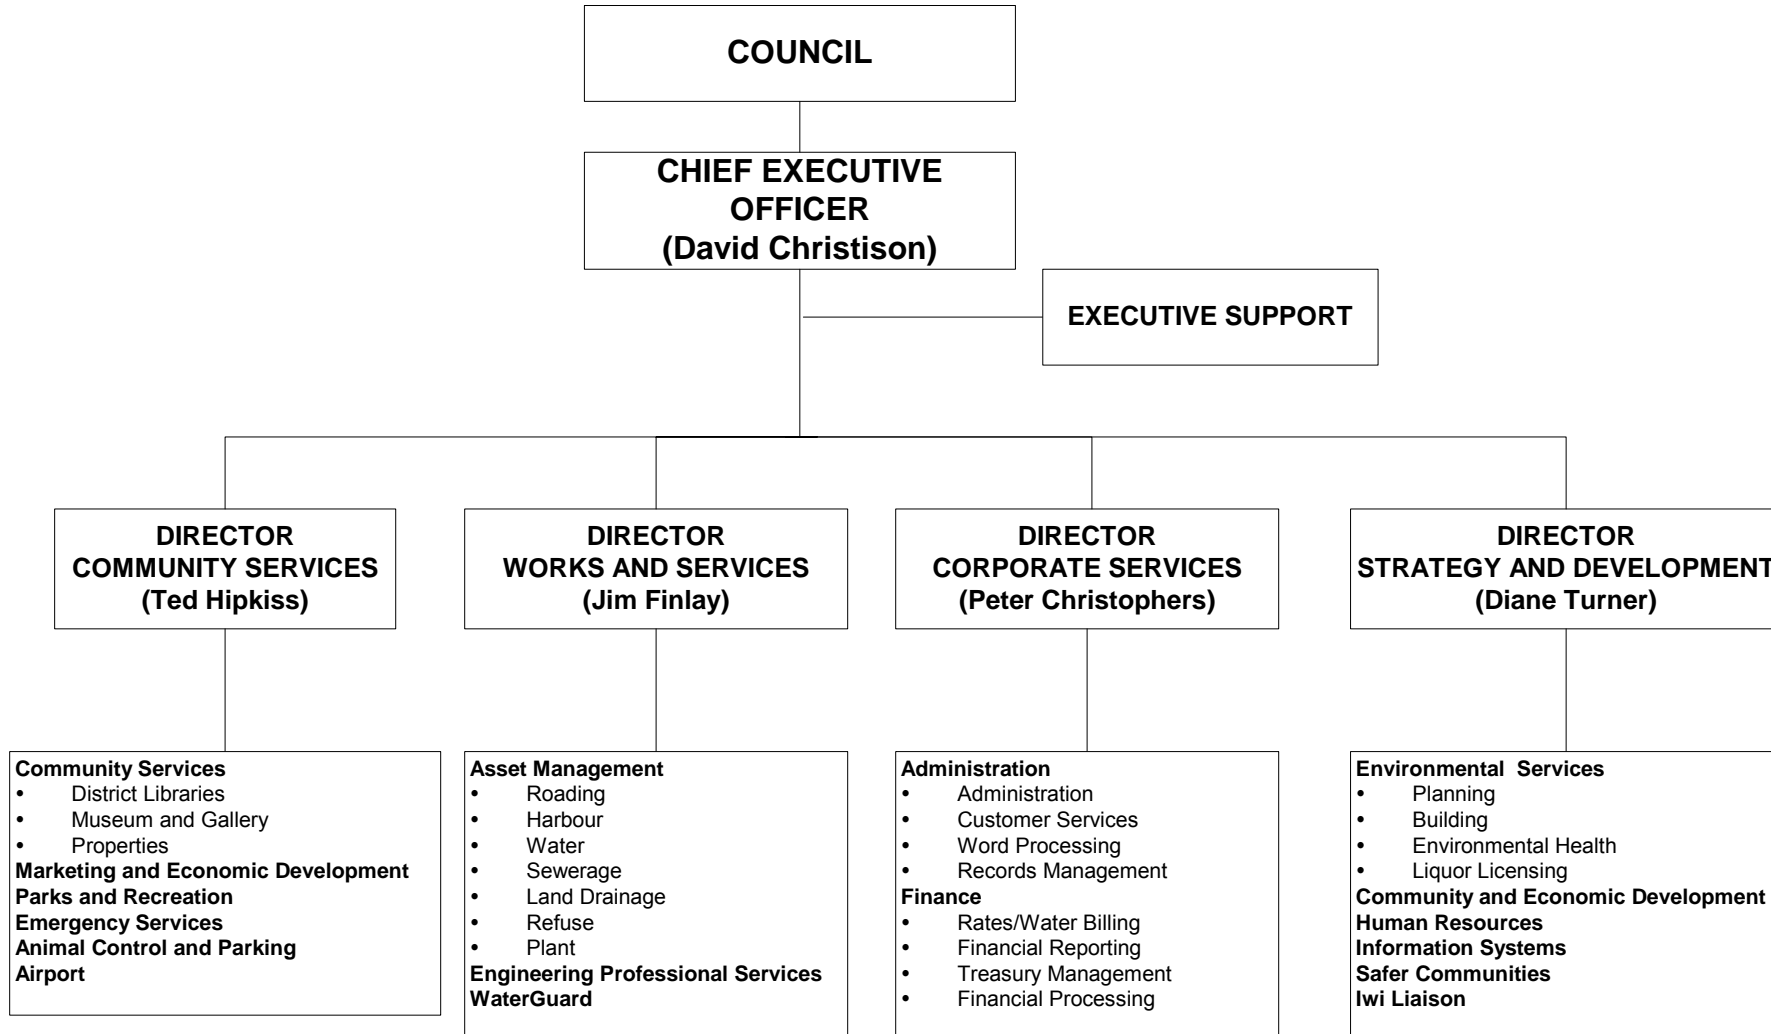 COUNCIL
CHIEF EXECUTIVE
OFFICER
(David Christison)
EXECUTIVE SUPPORT
DIRECTOR
COMMUNITY SERVICES
(Ted Hipkiss)
DIRECTOR
WORKS AND SERVICES
(Jim Finlay)
DIRECTOR
CORPORATE SERVICES
(Peter Christophers)
DIRECTOR
STRATEGY AND DEVELOPMENT
(Diane Turner)
Community Services
• District Libraries
• Museum and Gallery
• Properties
Marketing and Economic Development
Parks and Recreation
Emergency Services
Animal Control and Parking
Airport
Asset Management
• Roading
• Harbour
• Water
• Sewerage
• Land Drainage
• Refuse
• Plant
Engineering Professional Services
WaterGuard
Administration
• Administration
• Customer Services
• Word Processing
• Records Management
Finance
• Rates/Water Billing
• Financial Reporting
• Treasury Management
• Financial Processing
Environmental Services
• Planning
• Building
• Environmental Health
• Liquor Licensing
Community and Economic Development
Human Resources
Information Systems
Safer Communities
Iwi Liaison